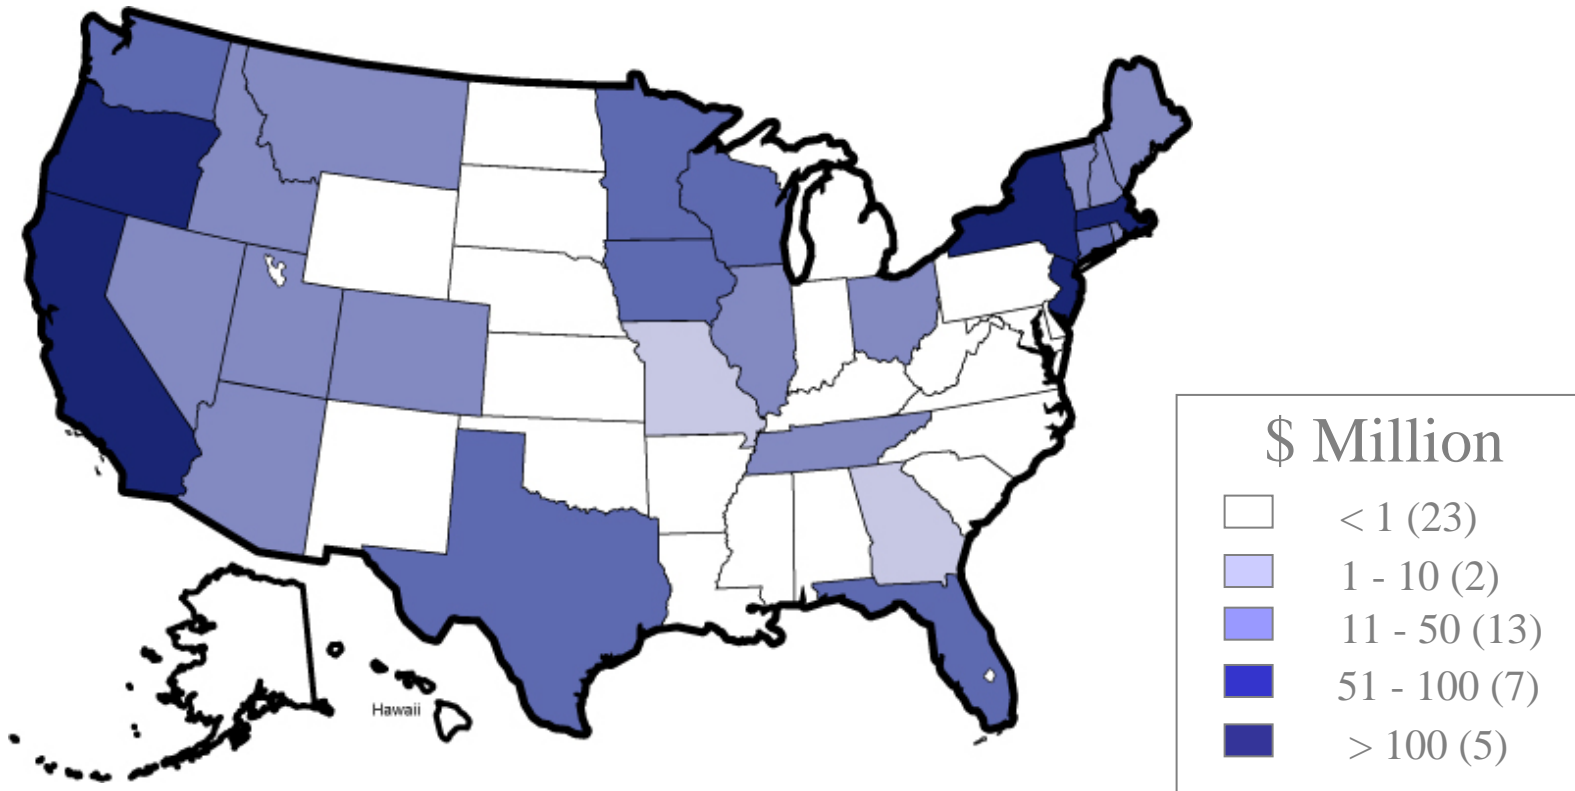 Hawaii
$ Million
< 1 (23)
1 - 10 (2)
11 - 50 (13)
51 - 100 (7)
> 100 (5)